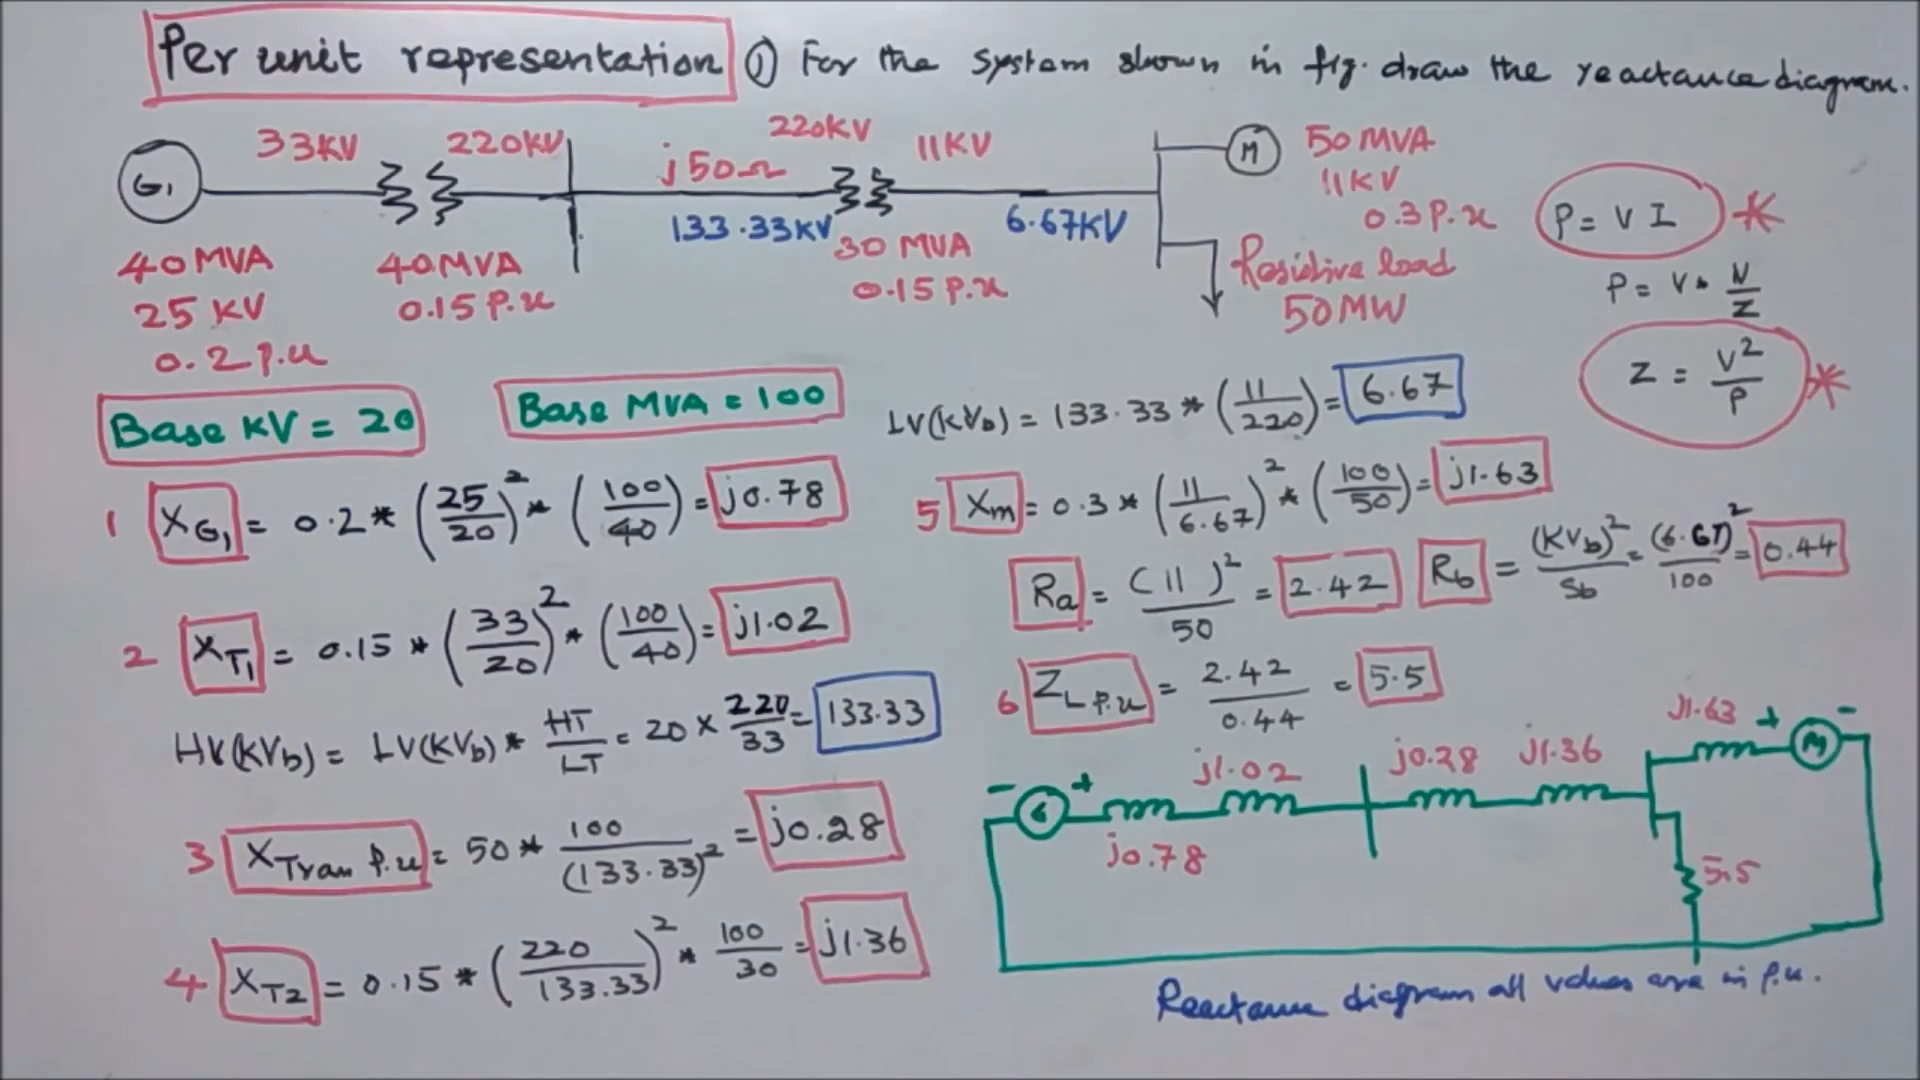 Per unit representation ① For the system shown in fig. draw the reactance diagram.
33KV 220KV j50Ω 220KV 11KV
G1 M
133.33KV 6.67KV
40MVA
25 KV
0.2 p.u
40MVA
0.15 p.u
30 MVA
0.15 p.u
50 MVA
11KV
0.3 p.u
Resistive load
50MW
P = V I
P = V * V/Z
Z = V²/P
Base KV = 20
Base MVA = 100
1 XG1 = 0.2 * (25/20)² * (100/40) = j0.78
2 XT1 = 0.15 * (33/20)² * (100/40) = j1.02
HV(KVb) = LV(KVb) * HT/LT = 20 × 220/33 = 133.33
3 XTran p.u = 50 * 100/(133.33)² = j0.28
4 XT2 = 0.15 * (220/133.33)² * 100/30 = j1.36
LV(KVb) = 133.33 * (11/220) = 6.67
5 Xm = 0.3 * (11/6.67)² * (100/50) = j1.63
Ra = (11)²/50 = 2.42 Rb = (KVb)²/Sb = (6.67)²/100 = 0.44
6 ZL p.u = 2.42/0.44 = 5.5
j1.63 + M -
- G + j0.78 j1.02 j0.28 j1.36
5.5
Reactance diagram all values are in p.u.